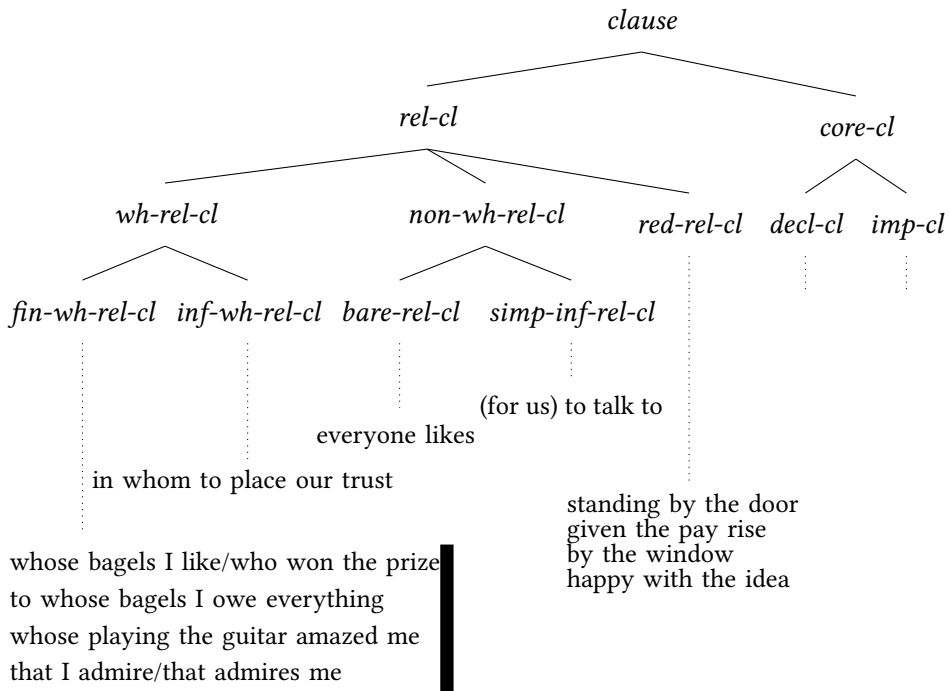 clause
rel-cl
core-cl
wh-rel-cl non-wh-rel-cl red-rel-cl decl-cl imp-cl
fin-wh-rel-cl inf-wh-rel-cl bare-rel-cl simp-inf-rel-cl
(for us) to talk to
everyone likes
in whom to place our trust
standing by the door
given the pay rise
by the window
happy with the idea
whose bagels I like/who won the prize
to whose bagels I owe everything
whose playing the guitar amazed me
that I admire/that admires me